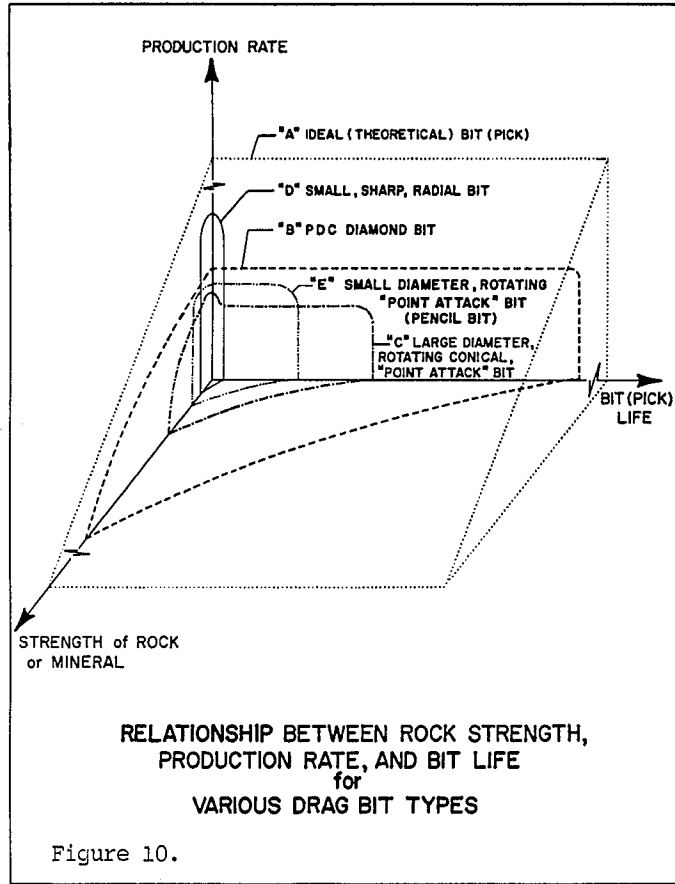 PRODUCTION RATE
"A" IDEAL (THEORETICAL) BIT (PICK)
"D" SMALL, SHARP, RADIAL BIT
"B" PDC DIAMOND BIT
"E" SMALL DIAMETER, ROTATING
"POINT ATTACK" BIT
(PENCIL BIT)
"C" LARGE DIAMETER,
ROTATING CONICAL,
"POINT ATTACK" BIT
BIT (PICK)
LIFE
STRENGTH of ROCK
or MINERAL
RELATIONSHIP BETWEEN ROCK STRENGTH,
PRODUCTION RATE, AND BIT LIFE
for
VARIOUS DRAG BIT TYPES
Figure 10.